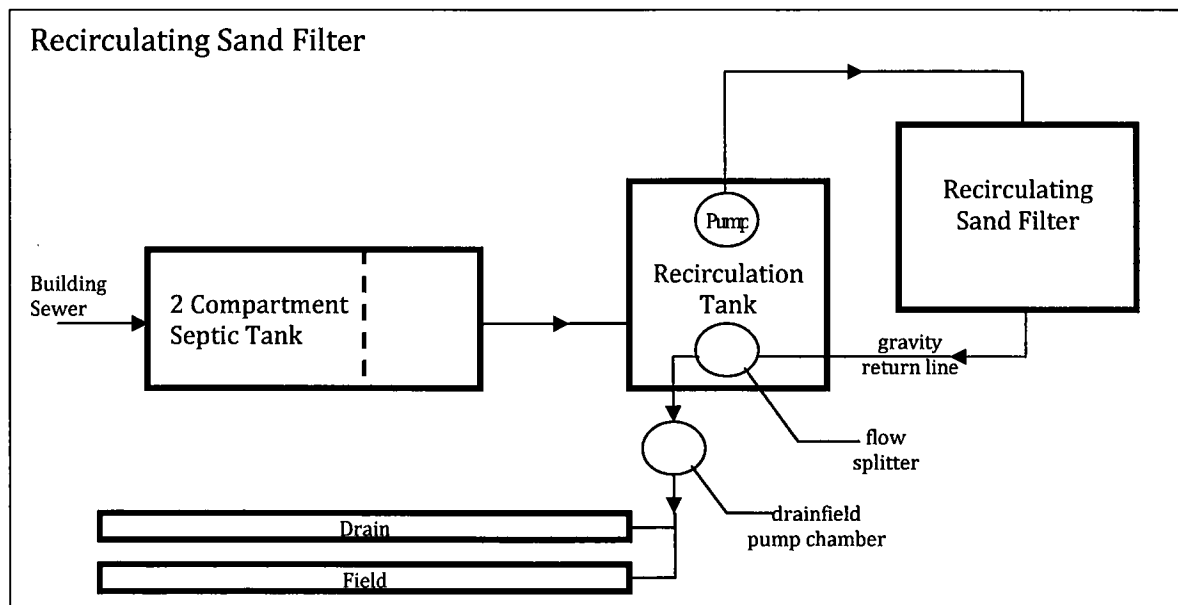 Recirculating Sand Filter
Recirculating
Sand Filter
Pump
Recirculation
Tank
Building
Sewer
2 Compartment
Septic Tank
gravity
return line
flow
splitter
drainfield
pump chamber
Drain
Field